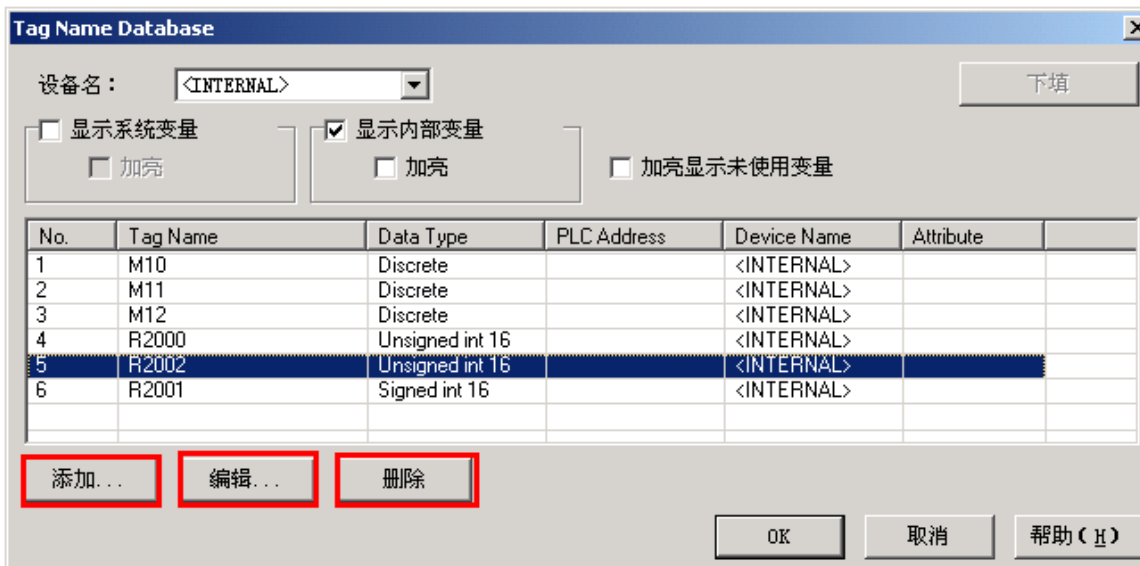 Tag Name Database
设备名： <INTERNAL> 下填
显示系统变量 显示内部变量
加亮 加亮 加亮显示未使用变量
No. Tag Name Data Type PLC Address Device Name Attribute
1 M10 Discrete <INTERNAL>
2 M11 Discrete <INTERNAL>
3 M12 Discrete <INTERNAL>
4 R2000 Unsigned int 16 <INTERNAL>
5 R2002 Unsigned int 16 <INTERNAL>
6 R2001 Signed int 16 <INTERNAL>
添加... 编辑... 删除
OK 取消 帮助(H)